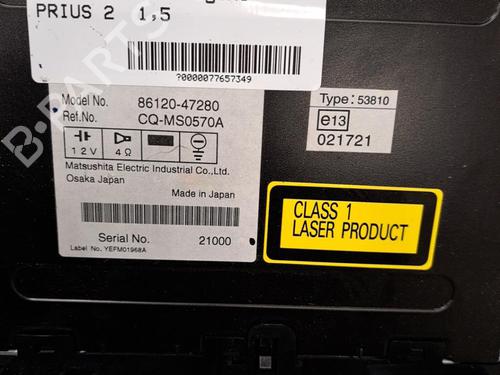 PRIUS 2 1,5
?0000077657349
Model No. 86120-47280
Ref.No. CQ-MS0570A
12V 4Ω
Matsushita Electric Industrial Co.,Ltd.
Osaka Japan
Made in Japan
Serial No. 21000
Label No. YEFM01968A
Type: 53810
e13
021721
CLASS 1
LASER PRODUCT
B-PARTS